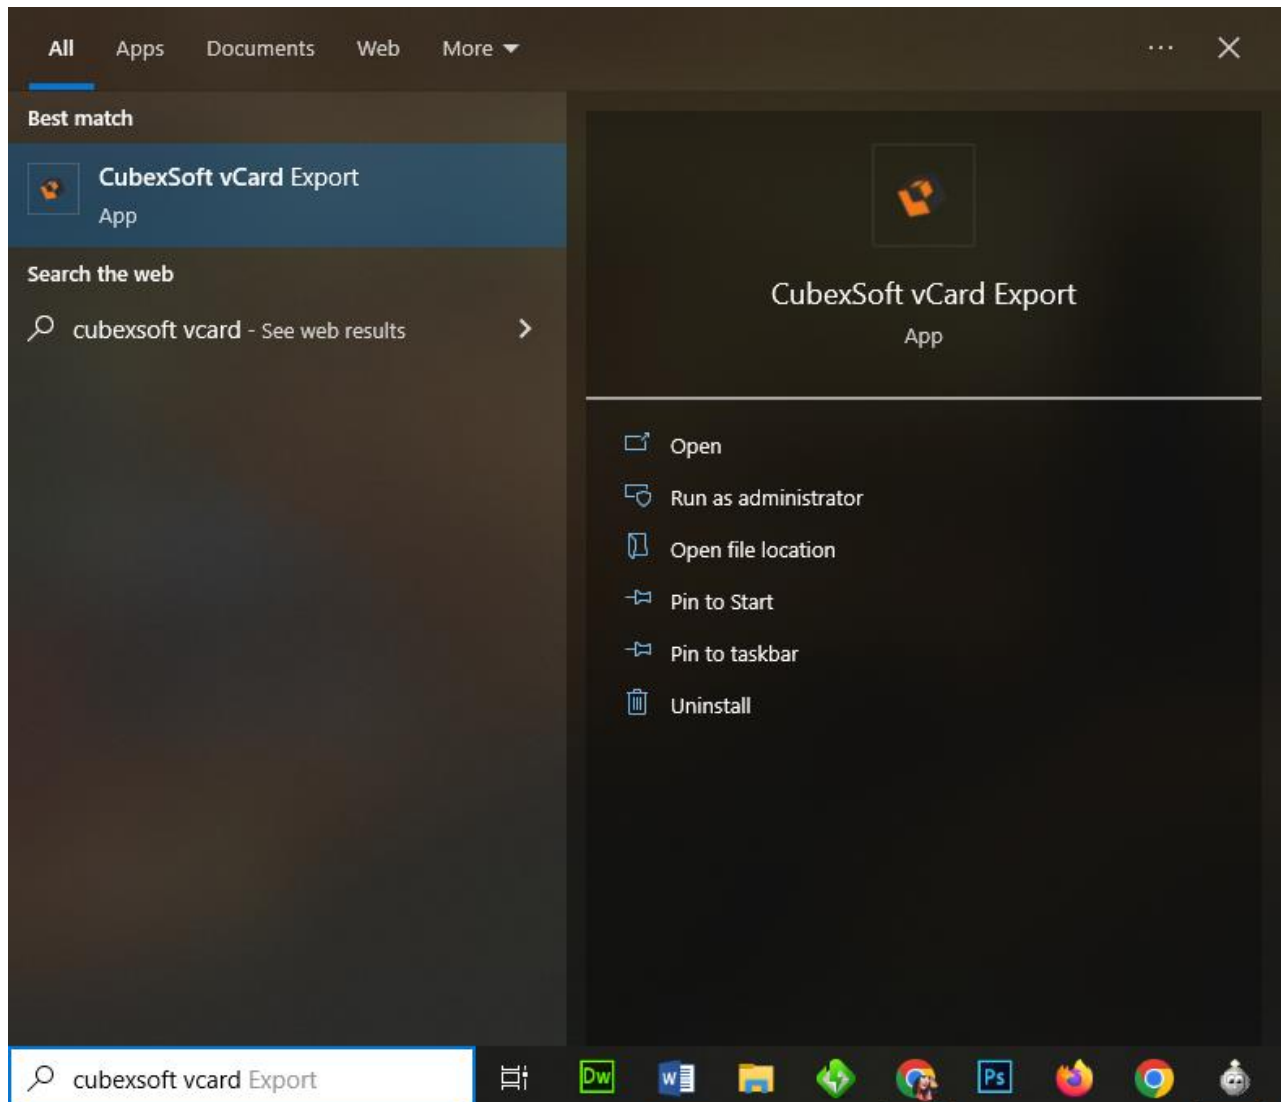 All Apps Documents Web More
Best match
CubexSoft vCard Export
App
Search the web
cubexsoft vcard - See web results
CubexSoft vCard Export
App
Open
Run as administrator
Open file location
Pin to Start
Pin to taskbar
Uninstall
cubexsoft vcard Export
Dw W Ps